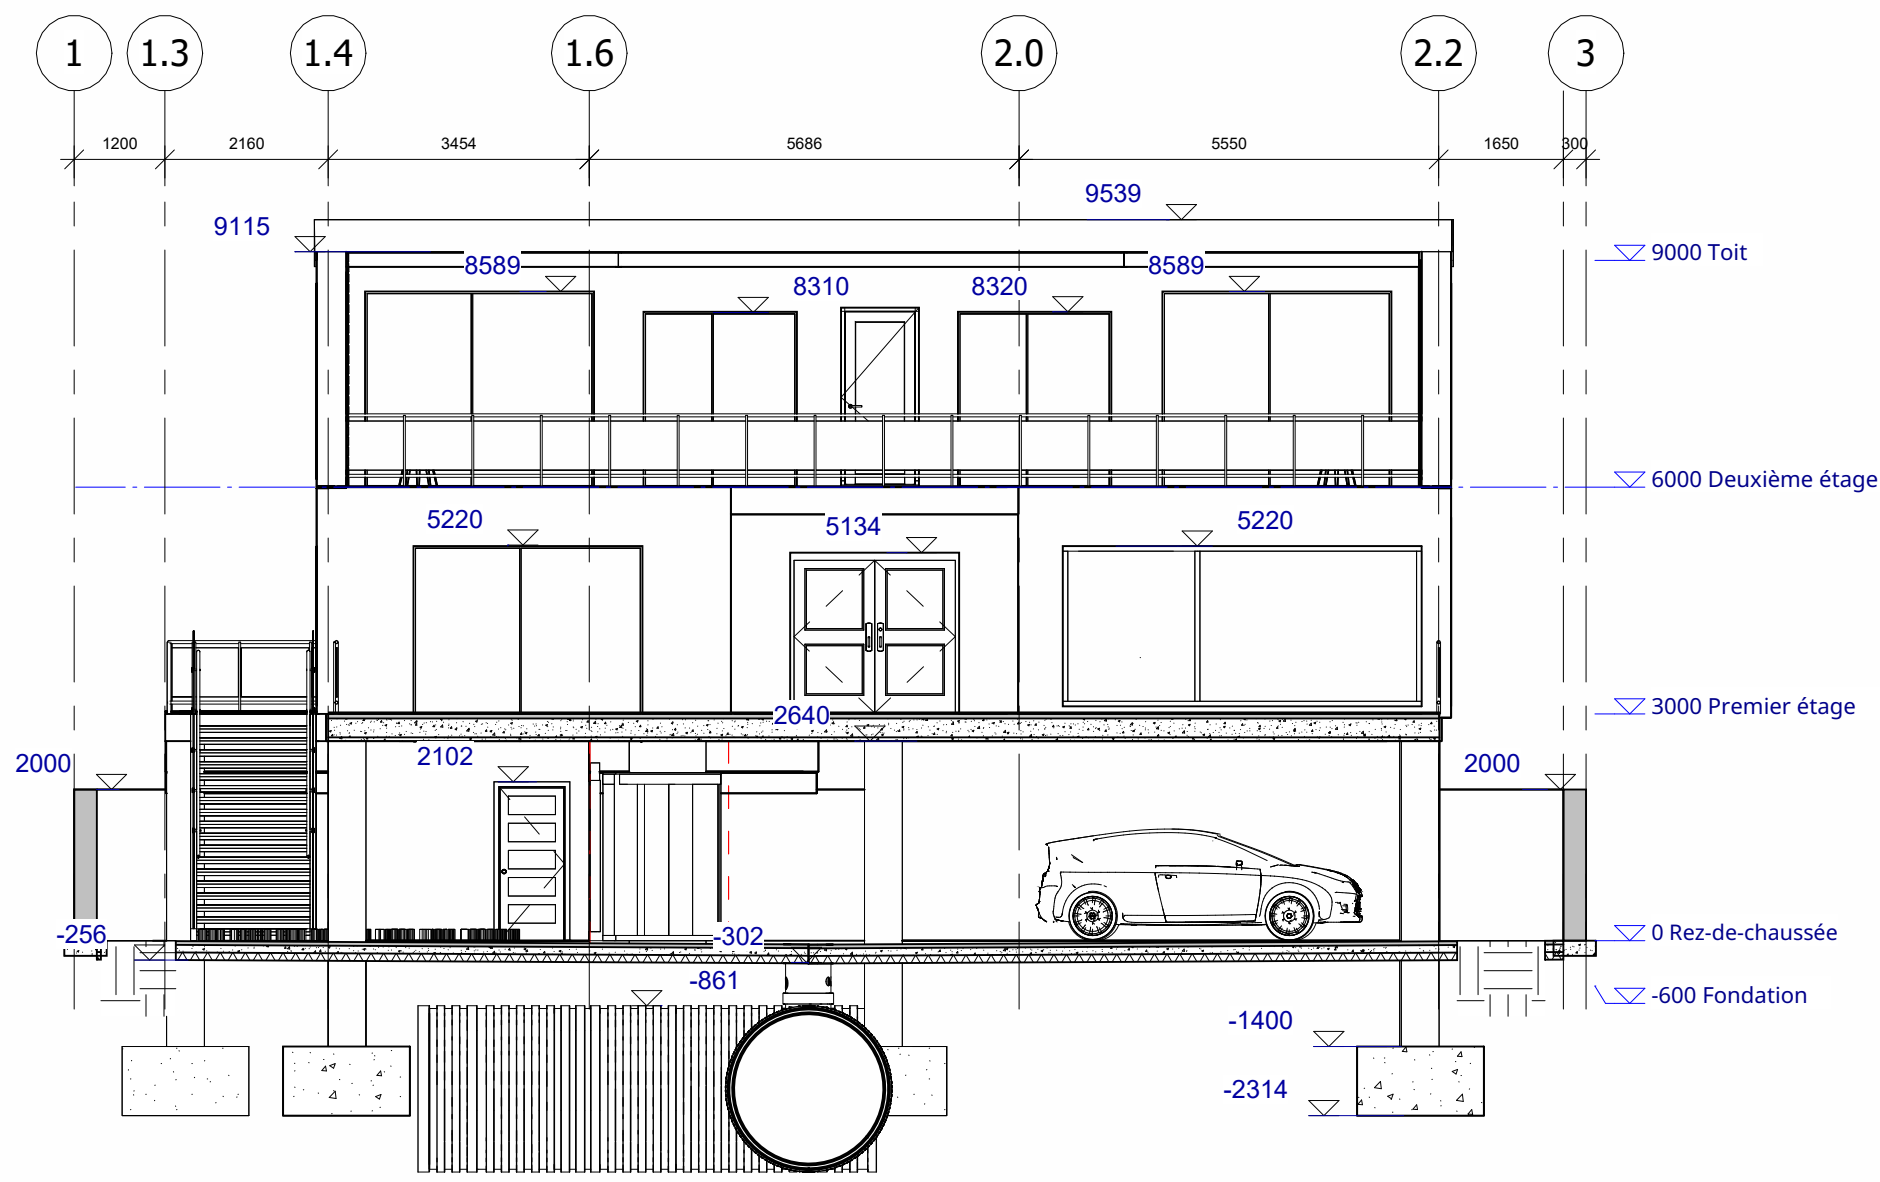 1 1.3 1.4 1.6 2.0 2.2 3
1200 2160 3454 5686 5550 1650 300
9539
9115
9000 Toit
8589 8589
8310 8320
6000 Deuxième étage
5220 5134 5220
3000 Premier étage
2640
2102
2000 2000
0 Rez-de-chaussée
-256 -302
-861
-600 Fondation
-1400
-2314